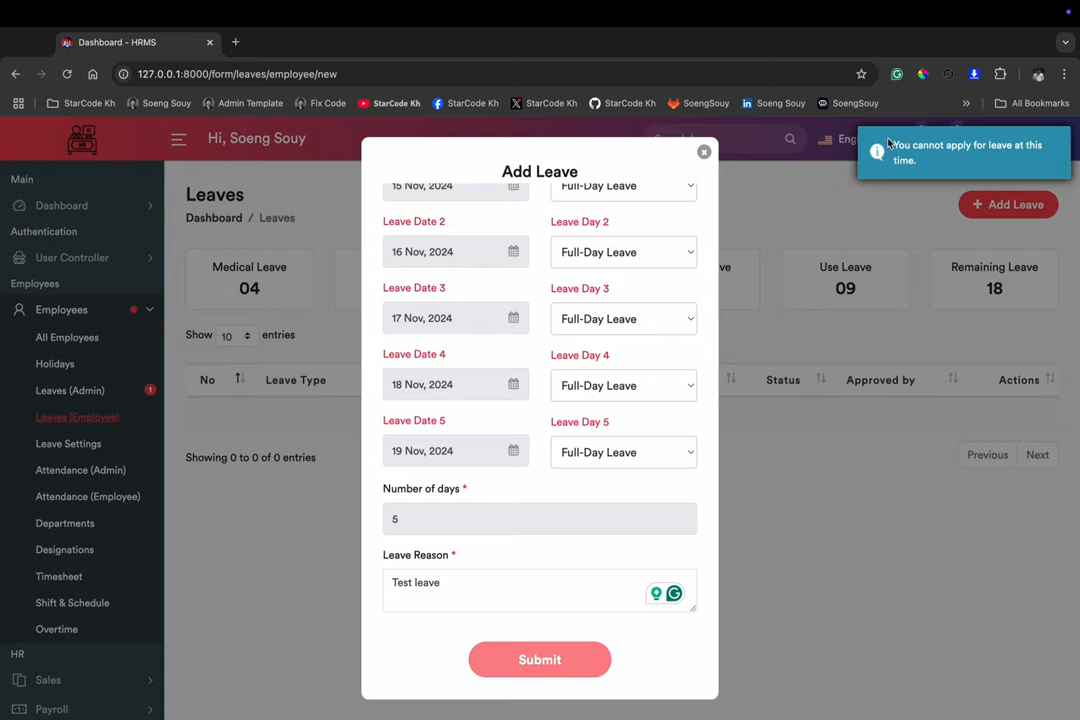 Dashboard - HRMS
127.0.0.1:8000/form/leaves/employee/new
StarCode Kh
Soeng Souy
Admin Template
Fix Code
StarCode Kh
StarCode Kh
StarCode Kh
StarCode Kh
SoengSouy
Soeng Souy
SoengSouy
All Bookmarks
Hi, Soeng Souy
You cannot apply for leave at this
time.
Main
Dashboard
Authentication
User Controller
Employees
Employees
All Employees
Holidays
Leaves (Admin)
1
Leaves (Employee)
Leave Settings
Attendance (Admin)
Attendance (Employee)
Departments
Designations
Timesheet
Shift & Schedule
Overtime
HR
Sales
Payroll
Leaves
Dashboard / Leaves
Add Leave
Medical Leave
04
Use Leave
09
Remaining Leave
18
Show 10 entries
No
Leave Type
Status
Approved by
Actions
Showing 0 to 0 of 0 entries
Previous
Next
Add Leave
15 Nov, 2024
Full-Day Leave
Leave Date 2
Leave Day 2
16 Nov, 2024
Full-Day Leave
Leave Date 3
Leave Day 3
17 Nov, 2024
Full-Day Leave
Leave Date 4
Leave Day 4
18 Nov, 2024
Full-Day Leave
Leave Date 5
Leave Day 5
19 Nov, 2024
Full-Day Leave
Number of days *
5
Leave Reason *
Test leave
Submit